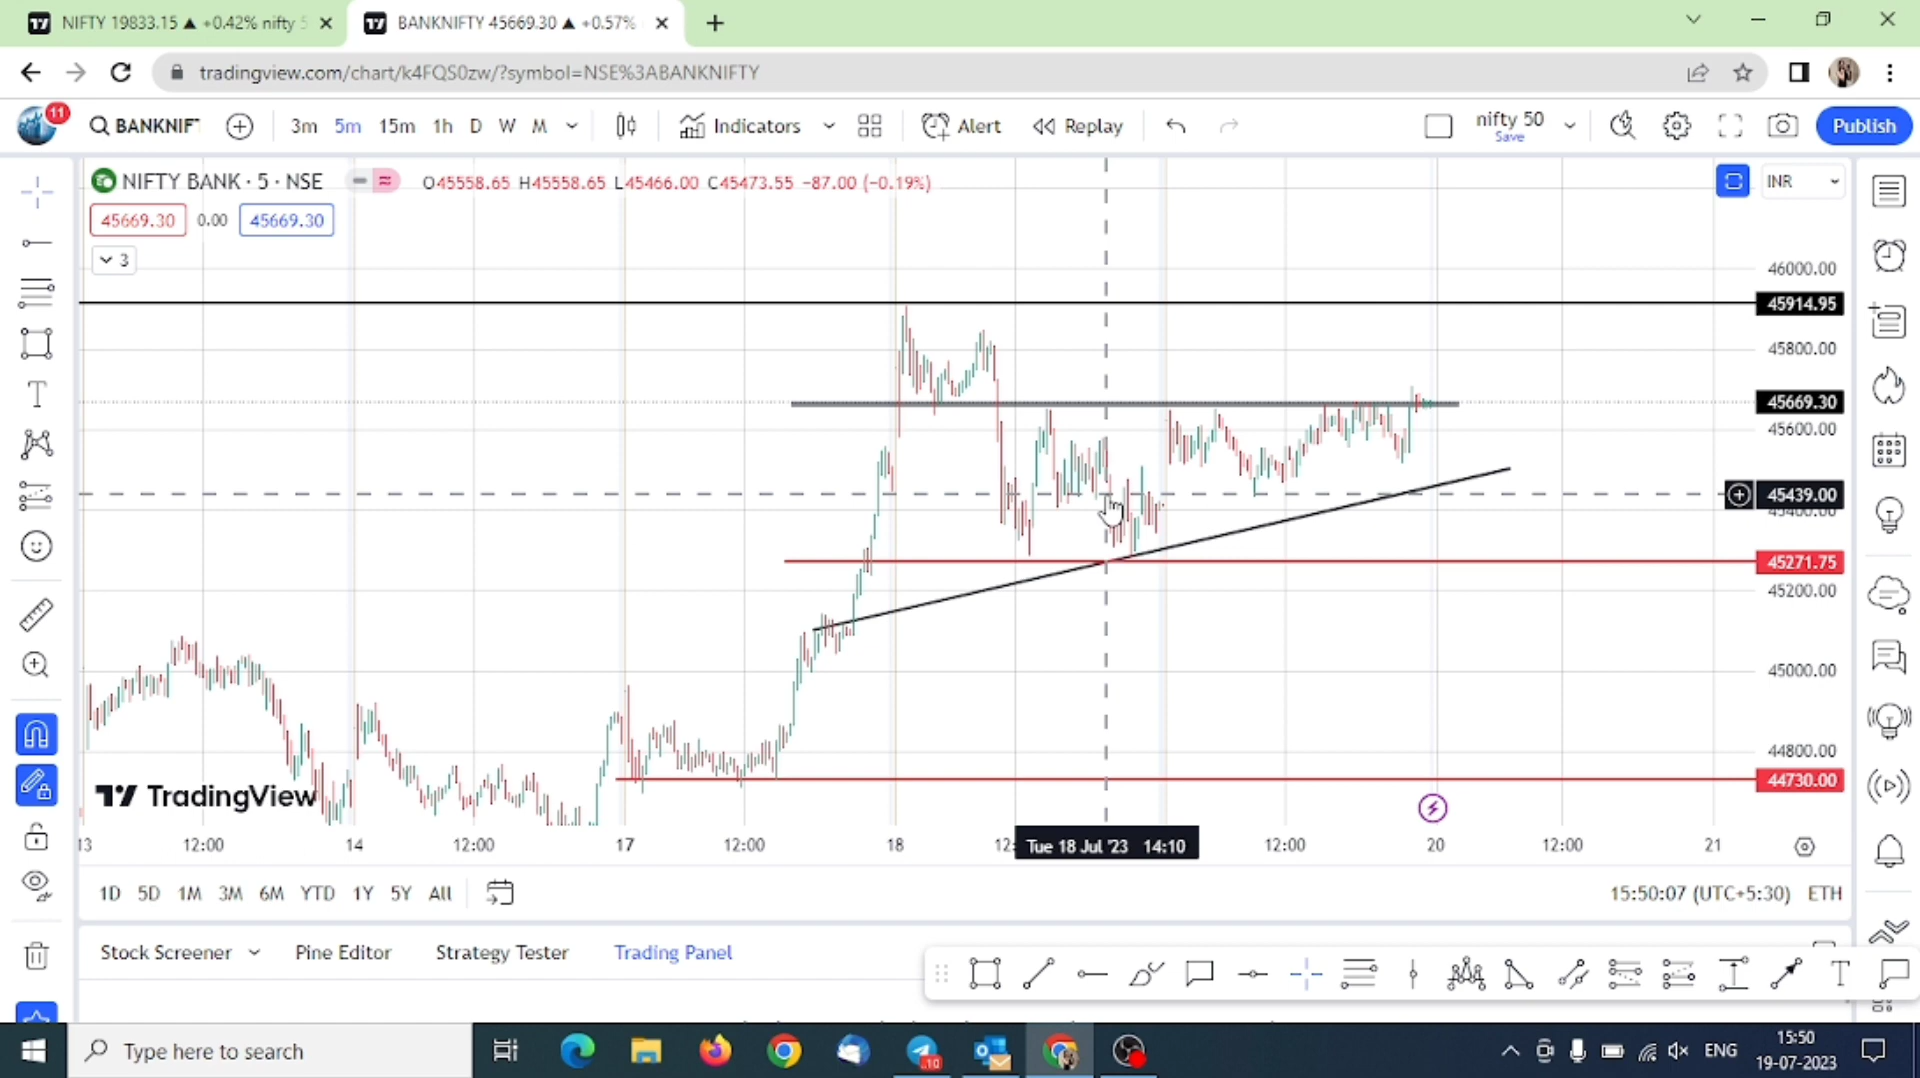 NIFTY 19833.15 ▲ +0.42% nifty 5
BANKNIFTY 45669.30 ▲ +0.57%
tradingview.com/chart/k4FQS0zw/?symbol=NSE%3ABANKNIFTY
11
BANKNIF
3m 5m 15m 1h D W M
Indicators
Alert
Replay
nifty 50
Save
Publish
NIFTY BANK · 5 · NSE
O45558.65 H45558.65 L45466.00 C45473.55 −87.00 (−0.19%)
INR
45669.30 0.00 45669.30
3
46000.00
45914.95
45800.00
45669.30
45600.00
45439.00
45400.00
45271.75
45200.00
45000.00
44800.00
44730.00
TradingView
13 12:00 14 12:00 17 12:00 18 12: Tue 18 Jul '23 14:10 12:00 20 12:00 21
1D 5D 1M 3M 6M YTD 1Y 5Y All
15:50:07 (UTC+5:30) ETH
Stock Screener Pine Editor Strategy Tester Trading Panel
Type here to search
10
ENG
15:50
19-07-2023